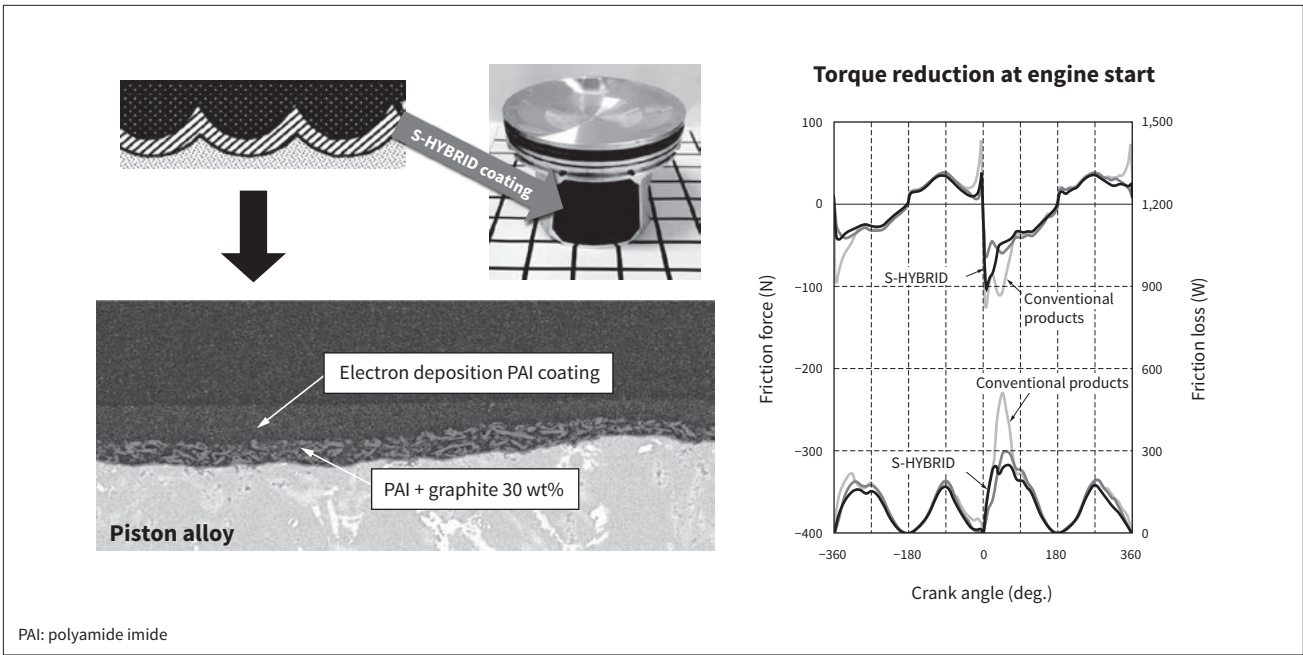 S-HYBRID coating
Electron deposition PAI coating
PAI + graphite 30 wt%
Piston alloy
PAI: polyamide imide
Torque reduction at engine start
100
0
−100
−200
−300
−400
Friction force (N)
1,500
1,200
900
600
300
0
Friction loss (W)
S-HYBRID
Conventional
products
Conventional products
S-HYBRID
−360
−180
0
180
360
Crank angle (deg.)